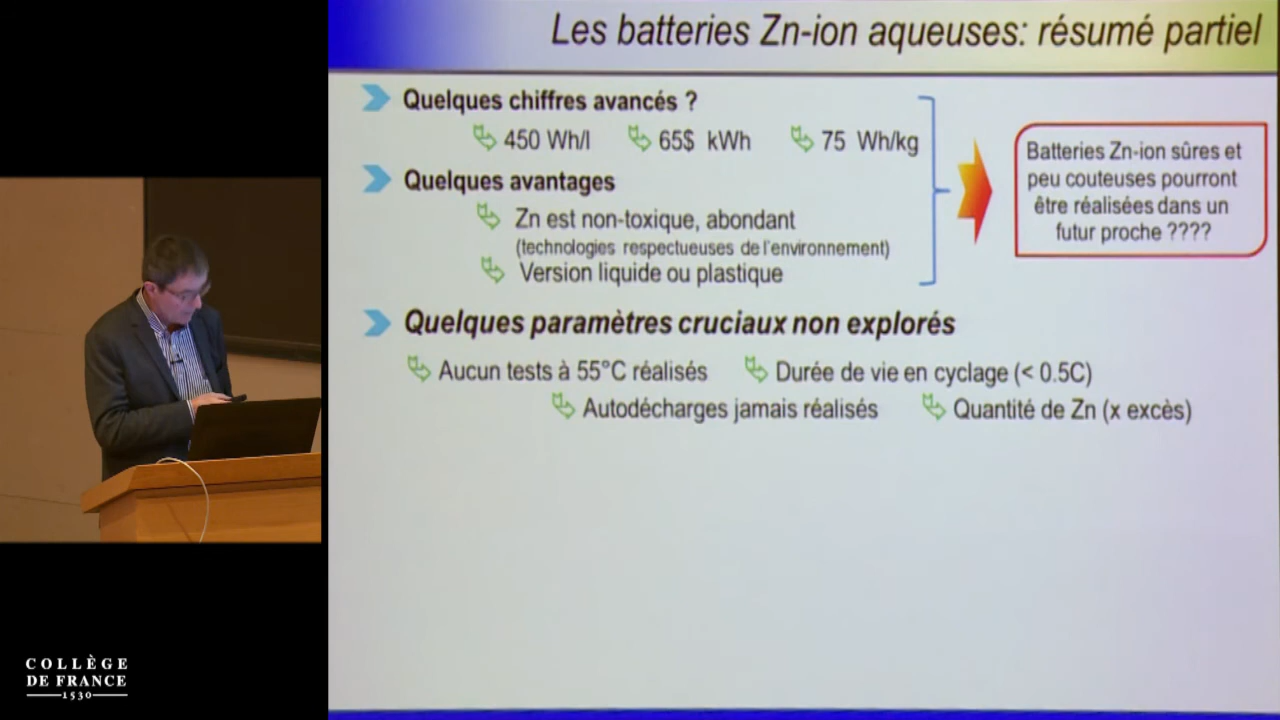 Les batteries Zn-ion aqueuses: résumé partiel
Quelques chiffres avancés ?
450 Wh/l 65$ kWh 75 Wh/kg
Quelques avantages
Zn est non-toxique, abondant
(technologies respectueuses de l'environnement)
Version liquide ou plastique
Batteries Zn-ion sûres et
peu couteuses pourront
être réalisées dans un
futur proche ????
Quelques paramètres cruciaux non explorés
Aucun tests à 55°C réalisés Durée de vie en cyclage (< 0.5C)
Autodécharges jamais réalisés Quantité de Zn (x excès)
COLLÈGE
DE FRANCE
1530